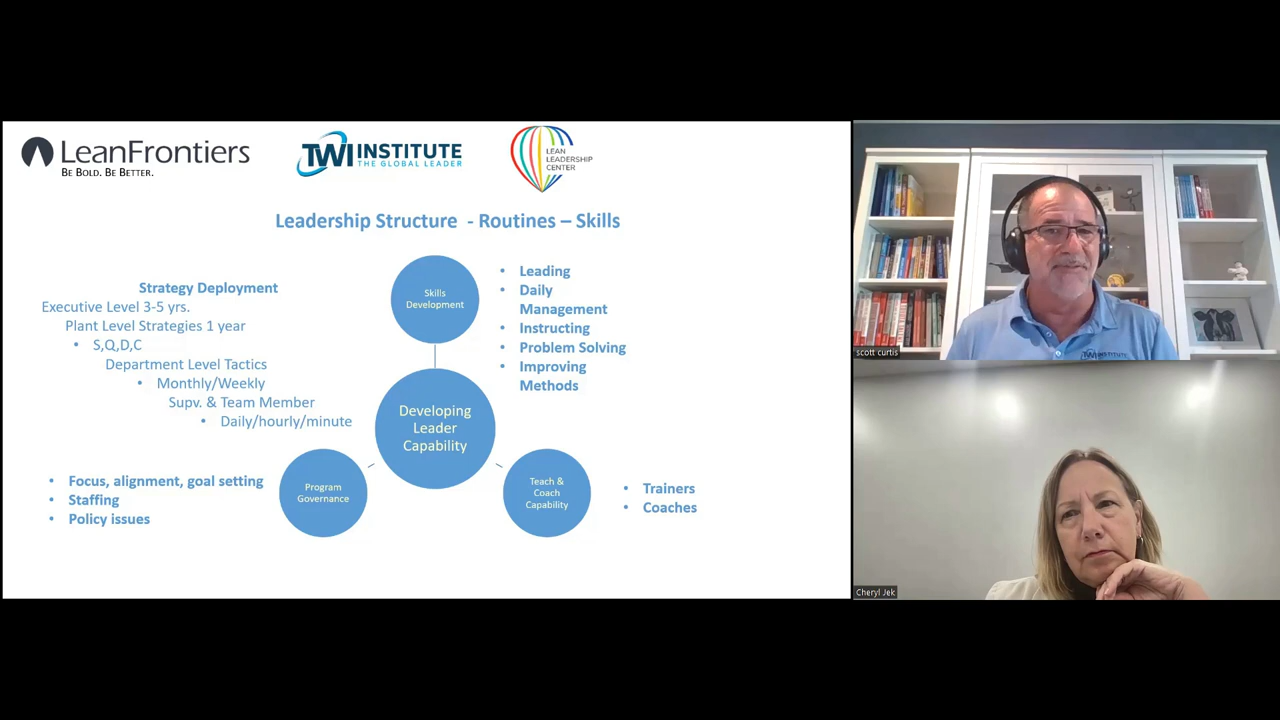 LeanFrontiers
BE BOLD. BE BETTER.
TWI INSTITUTE
THE GLOBAL LEADER
LEAN
LEADERSHIP
CENTER
Leadership Structure - Routines – Skills
Strategy Deployment
Executive Level 3-5 yrs.
Plant Level Strategies 1 year
• S,Q,D,C
Department Level Tactics
• Monthly/Weekly
Supv. & Team Member
• Daily/hourly/minute
Skills
Development
• Leading
• Daily
Management
• Instructing
• Problem Solving
• Improving
Methods
Developing
Leader
Capability
• Focus, alignment, goal setting
• Staffing
• Policy issues
Program
Governance
Teach &
Coach
Capability
• Trainers
• Coaches
scott curtis
TWI INSTITUTE
Cheryl Jek